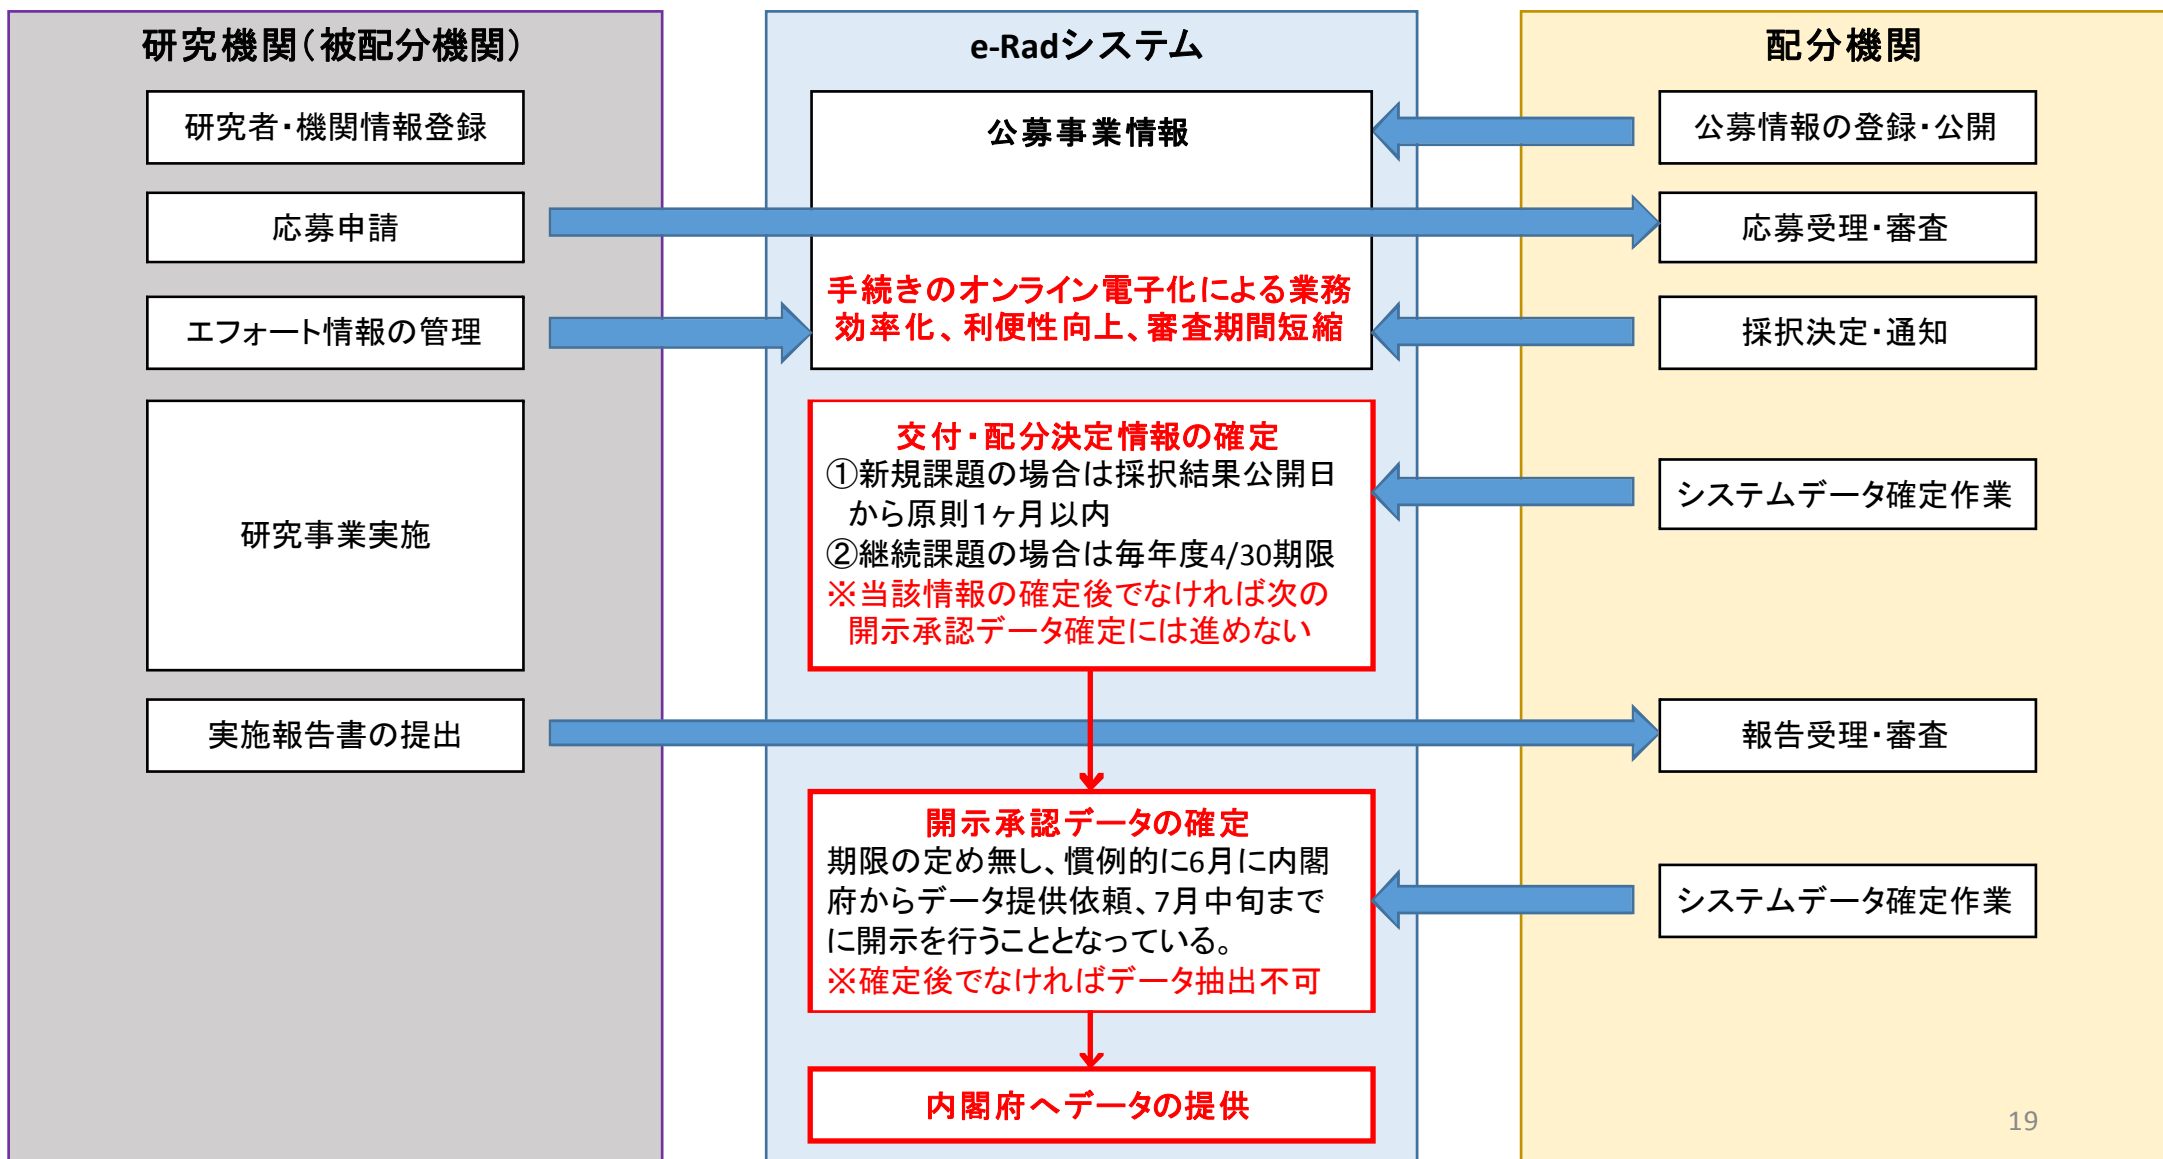 研究機関(被配分機関)
研究者・機関情報登録
応募申請
エフォート情報の管理
研究事業実施
実施報告書の提出
e-Radシステム
公募事業情報
手続きのオンライン電子化による業務
効率化、利便性向上、審査期間短縮
交付・配分決定情報の確定
①新規課題の場合は採択結果公開日
から原則1ヶ月以内
②継続課題の場合は毎年度4/30期限
※当該情報の確定後でなければ次の
開示承認データ確定には進めない
開示承認データの確定
期限の定め無し、慣例的に6月に内閣
府からデータ提供依頼、7月中旬まで
に開示を行うこととなっている。
※確定後でなければデータ抽出不可
内閣府へデータの提供
配分機関
公募情報の登録・公開
応募受理・審査
採択決定・通知
システムデータ確定作業
報告受理・審査
システムデータ確定作業
19